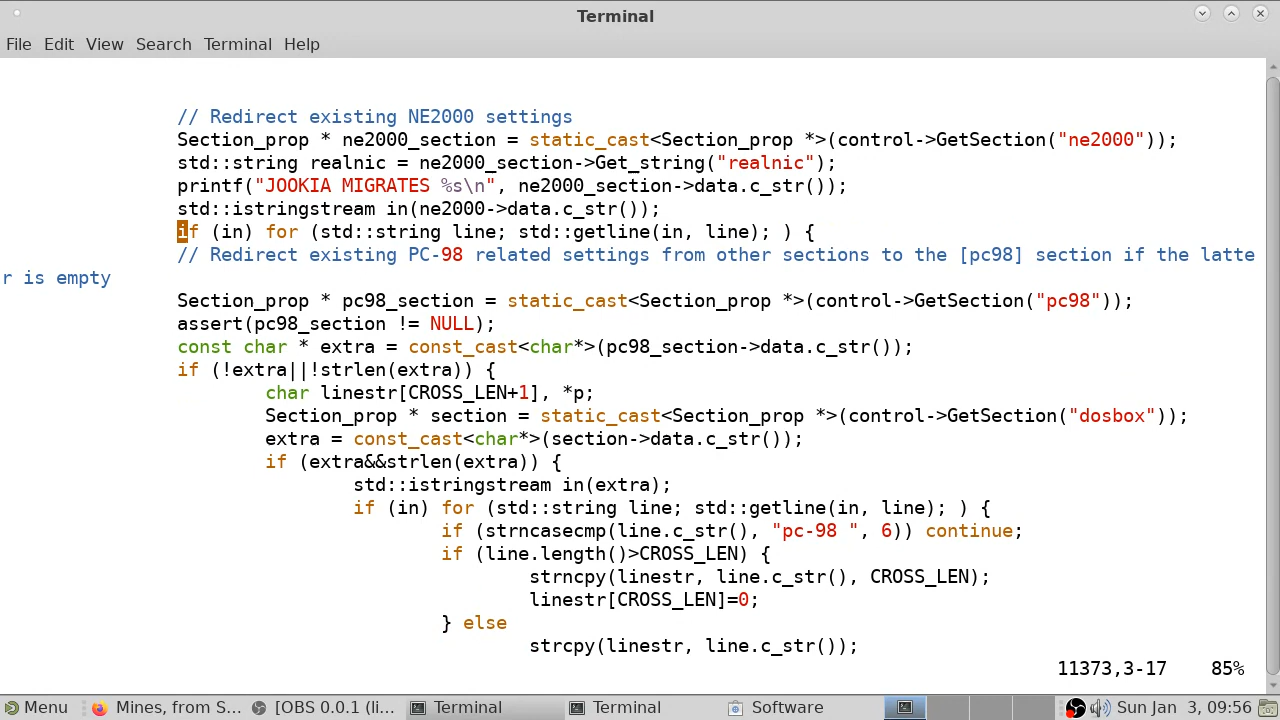 Terminal
File Edit View Search Terminal Help
// Redirect existing NE2000 settings
Section_prop * ne2000_section = static_cast<Section_prop *>(control->GetSection("ne2000"));
std::string realnic = ne2000_section->Get_string("realnic");
printf("JOOKIA MIGRATES %s\n", ne2000_section->data.c_str());
std::istringstream in(ne2000->data.c_str());
if (in) for (std::string line; std::getline(in, line); ) {
// Redirect existing PC-98 related settings from other sections to the [pc98] section if the latte
r is empty
Section_prop * pc98_section = static_cast<Section_prop *>(control->GetSection("pc98"));
assert(pc98_section != NULL);
const char * extra = const_cast<char*>(pc98_section->data.c_str());
if (!extra||!strlen(extra)) {
char linestr[CROSS_LEN+1], *p;
Section_prop * section = static_cast<Section_prop *>(control->GetSection("dosbox"));
extra = const_cast<char*>(section->data.c_str());
if (extra&&strlen(extra)) {
std::istringstream in(extra);
if (in) for (std::string line; std::getline(in, line); ) {
if (strncasecmp(line.c_str(), "pc-98 ", 6)) continue;
if (line.length()>CROSS_LEN) {
strncpy(linestr, line.c_str(), CROSS_LEN);
linestr[CROSS_LEN]=0;
} else
strcpy(linestr, line.c_str());
11373,3-17 85%
Menu Mines, from S... [OBS 0.0.1 (li... Terminal Terminal Software Sun Jan 3, 09:56